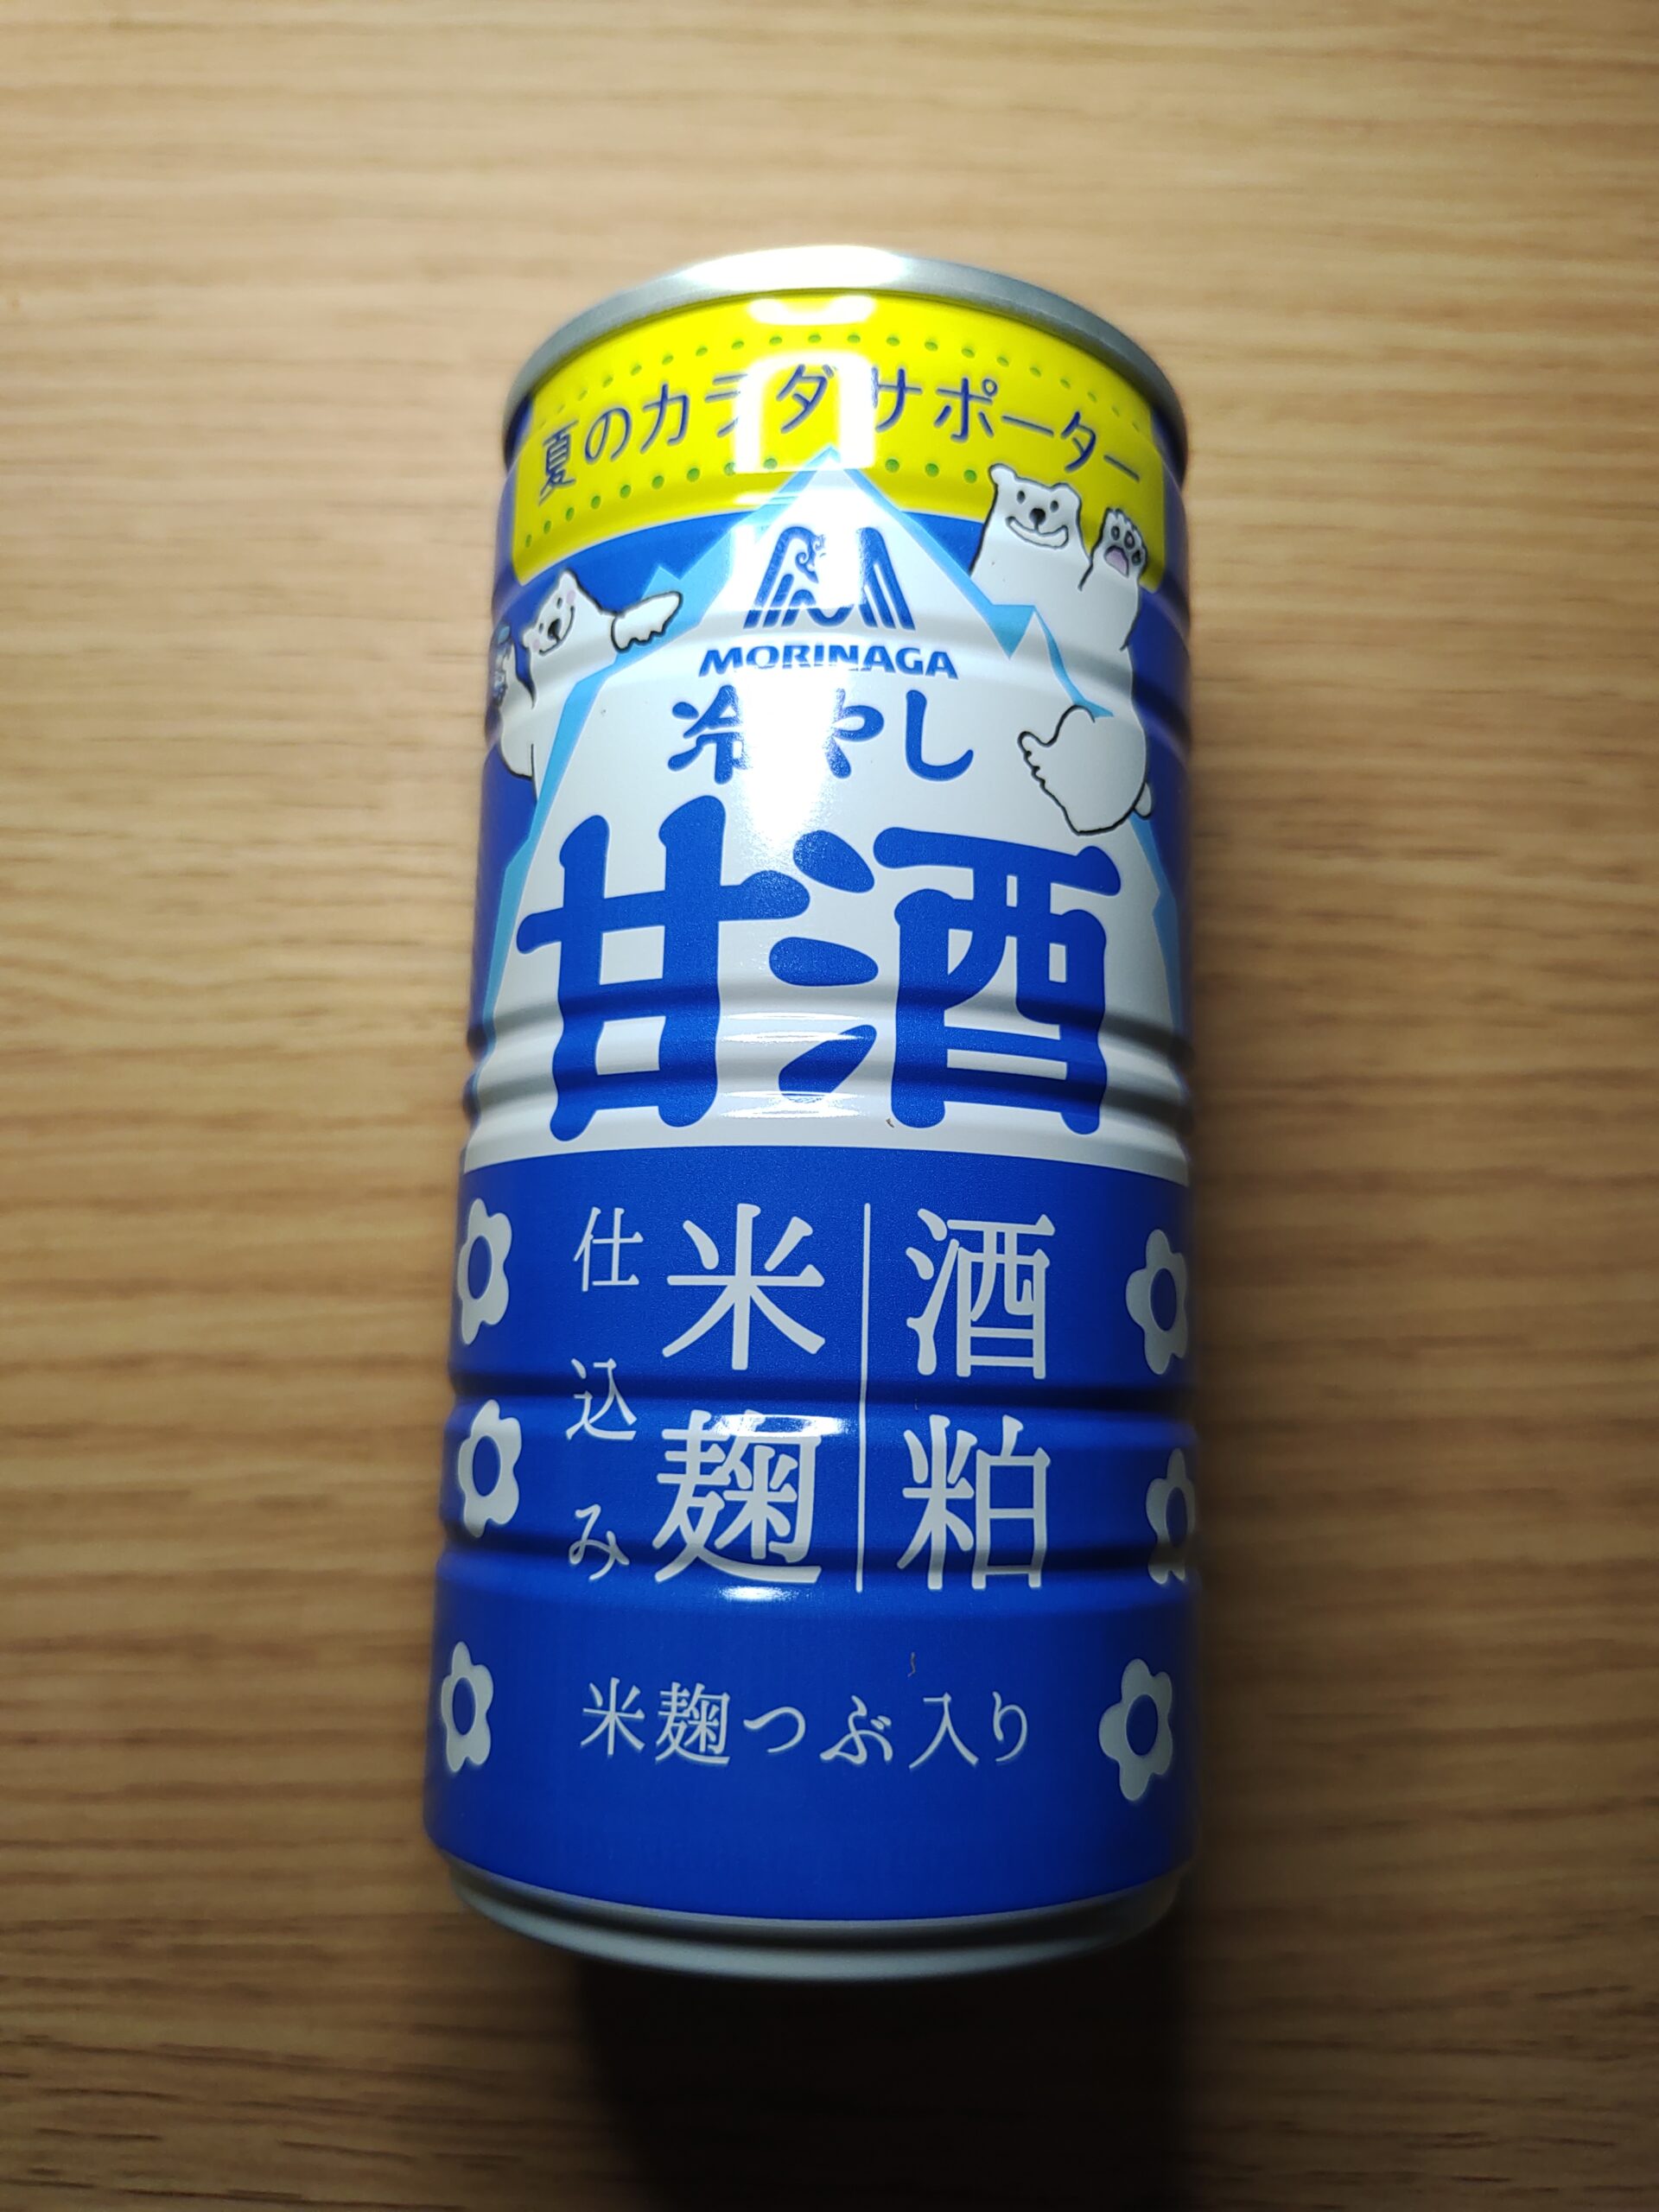 夏のカラダサポーター
MORINAGA
冷やし
甘酒
酒粕
米麹
仕込み
米麹つぶ入り